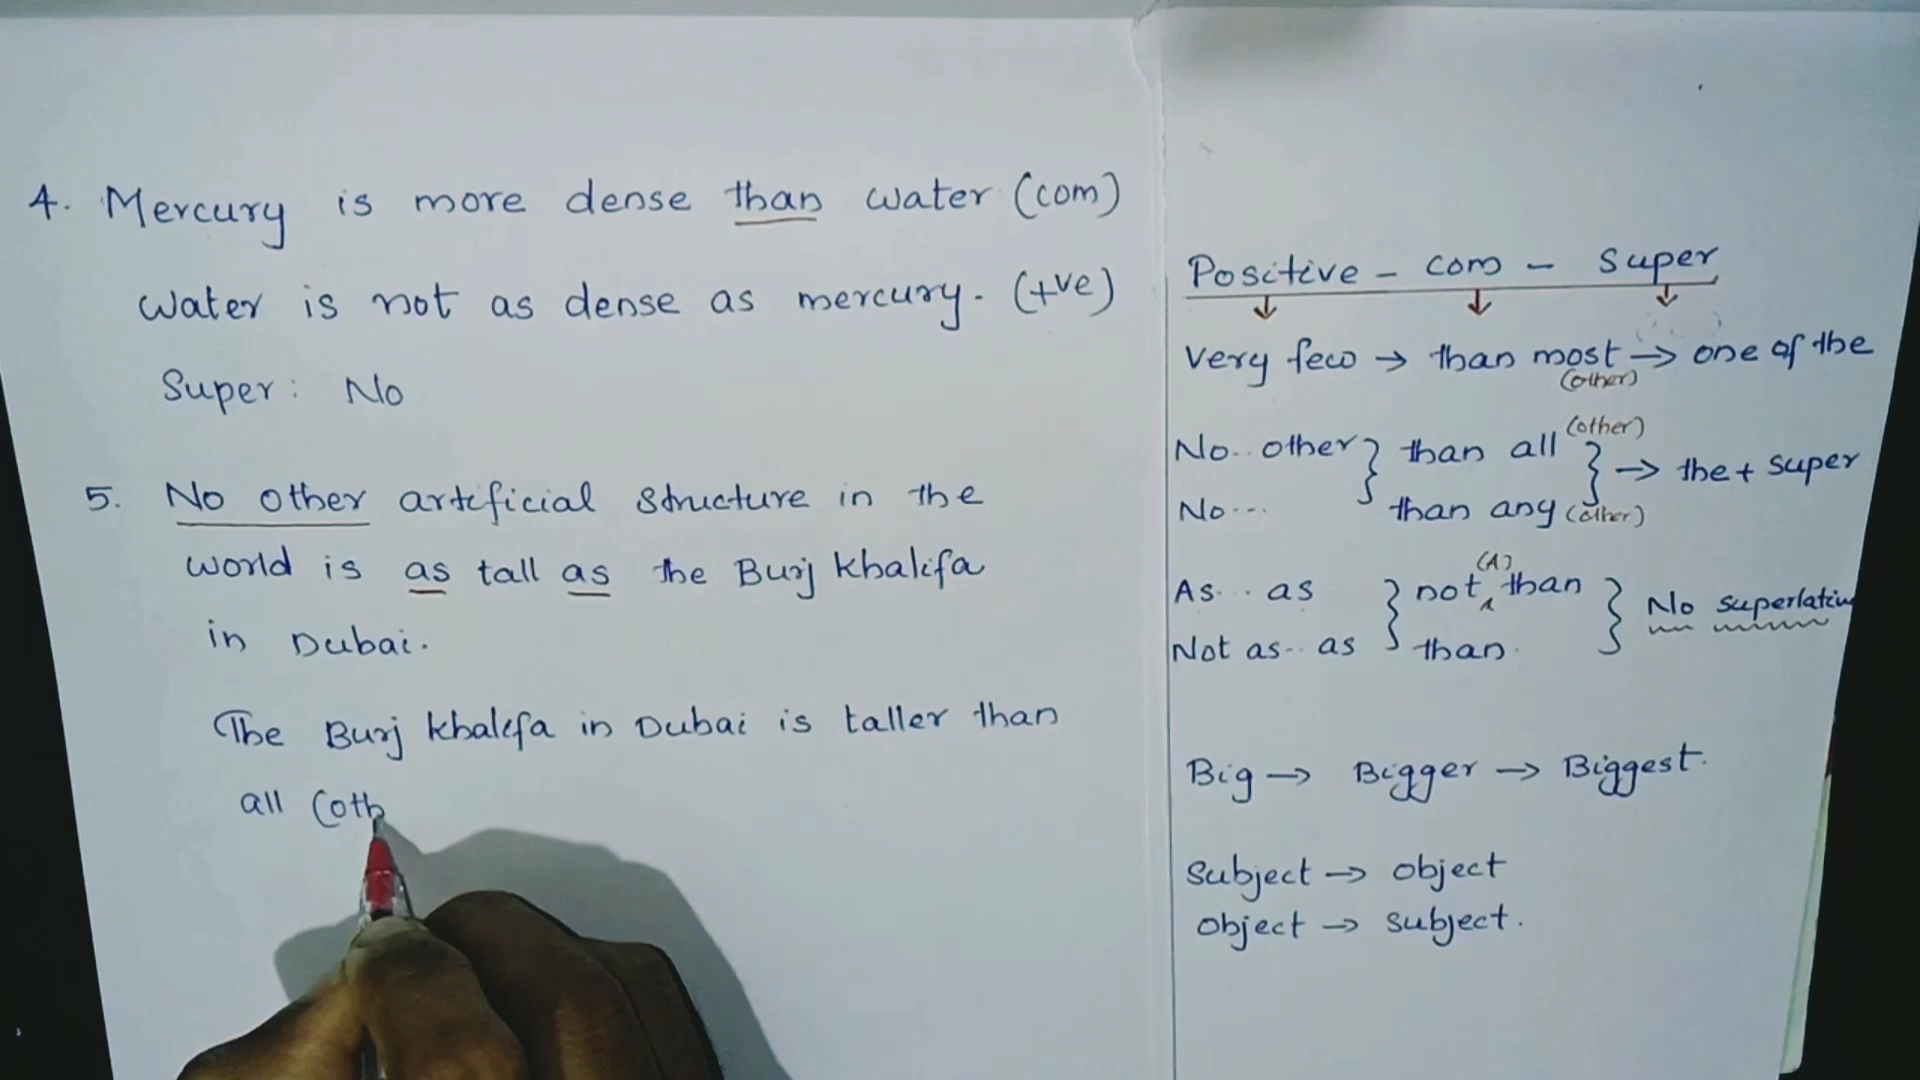 4. Mercury is more dense than water (com)
Water is not as dense as mercury. (+ve)
Super: No
5. No other artificial structure in the
world is as tall as the Burj Khalifa
in Dubai.
The Burj Khalifa in Dubai is taller than
all (oth
Positive - com - Super
↓ ↓ ↓
Very few → than most → one of the
(other)
No.. other } than all (other) } → the + super
No... than any (other)
As... as } not (A) than } No superlative
Not as.. as than.
Big → Bigger → Biggest.
Subject → object
object → subject.